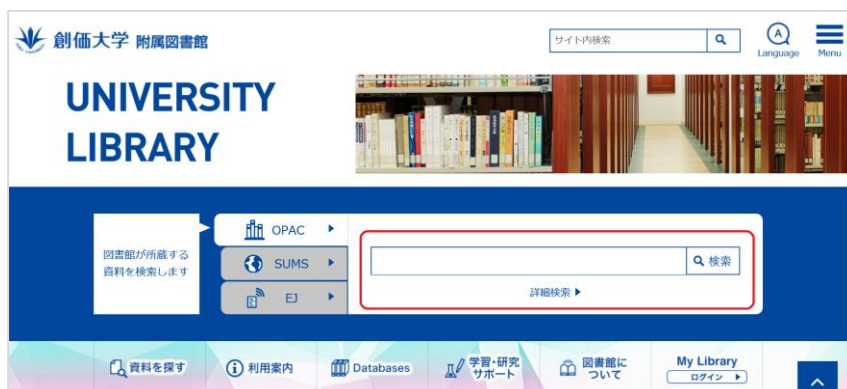 創価大学 附属図書館
サイト内検索
Language
Menu
UNIVERSITY
LIBRARY
図書館が所蔵する
資料を検索します
OPAC
SUMS
EJ
検索
詳細検索
資料を探す
利用案内
Databases
学習・研究
サポート
図書館に
ついて
My Library
ログイン